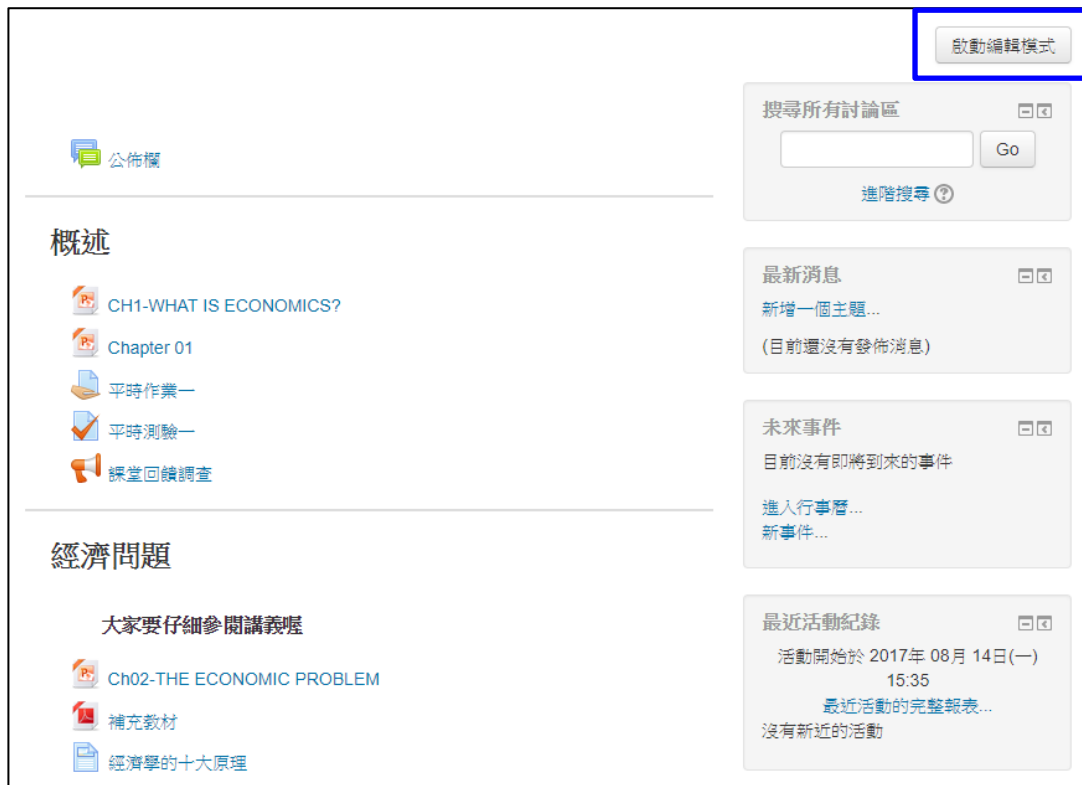 啟動編輯模式
公佈欄
概述
CH1-WHAT IS ECONOMICS?
Chapter 01
平時作業一
平時測驗一
課堂回饋調查
經濟問題
大家要仔細參閱講義喔
Ch02-THE ECONOMIC PROBLEM
補充教材
經濟學的十大原理
搜尋所有討論區
Go
進階搜尋
最新消息
新增一個主題...
(目前還沒有發佈消息)
未來事件
目前沒有即將到來的事件
進入行事曆...
新事件...
最近活動紀錄
活動開始於 2017年 08月 14日(一)
15:35
最近活動的完整報表...
沒有新近的活動